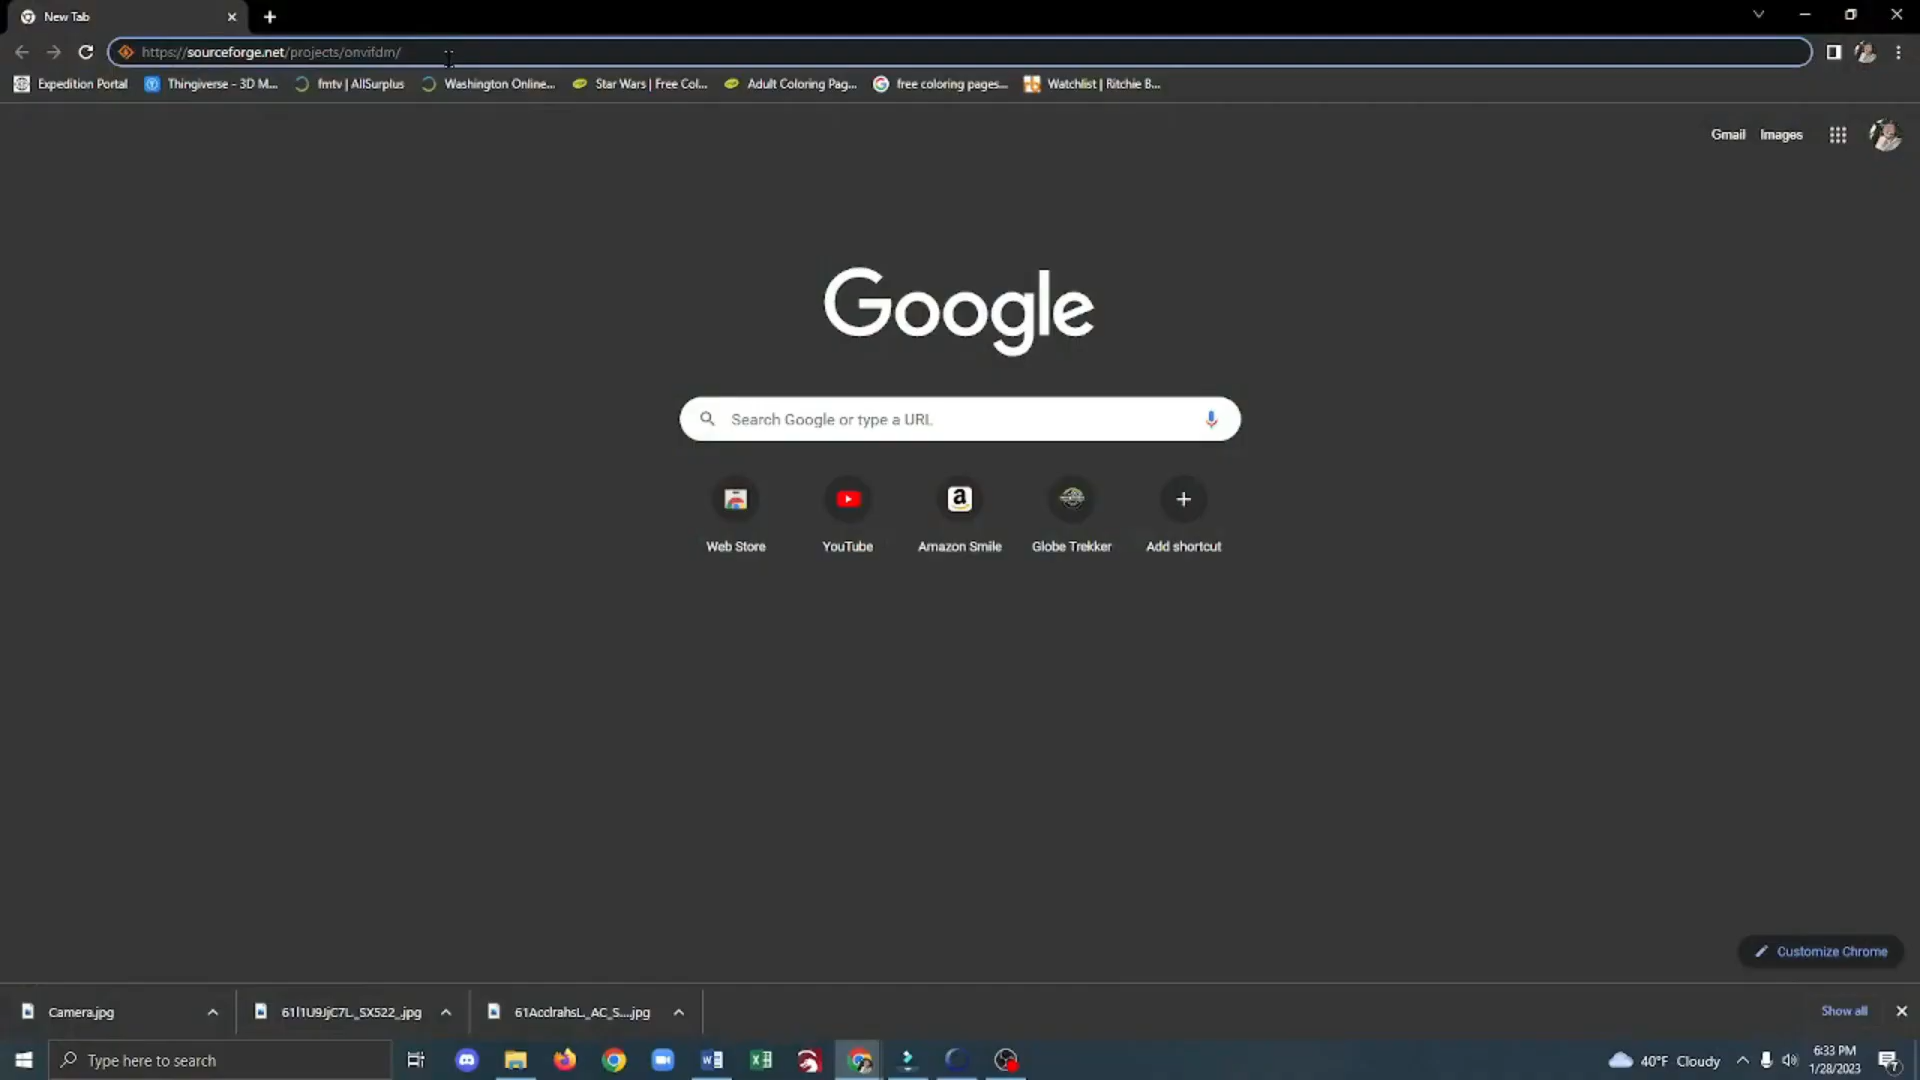 New Tab
https://sourceforge.net/projects/onvifdm/
Expedition Portal
Thingiverse - 3D M...
fmtv | AllSurplus
Washington Online...
Star Wars | Free Col...
Adult Coloring Pag...
free coloring pages...
Watchlist | Ritchie B...
Gmail
Images
Google
Search Google or type a URL
Web Store
YouTube
Amazon Smile
Globe Trekker
Add shortcut
Customize Chrome
Camera.jpg
61l1U9JjC7L._SX522_.jpg
61AcdrahsL._AC_S....jpg
Show all
Type here to search
40°F Cloudy
6:33 PM
1/28/2023